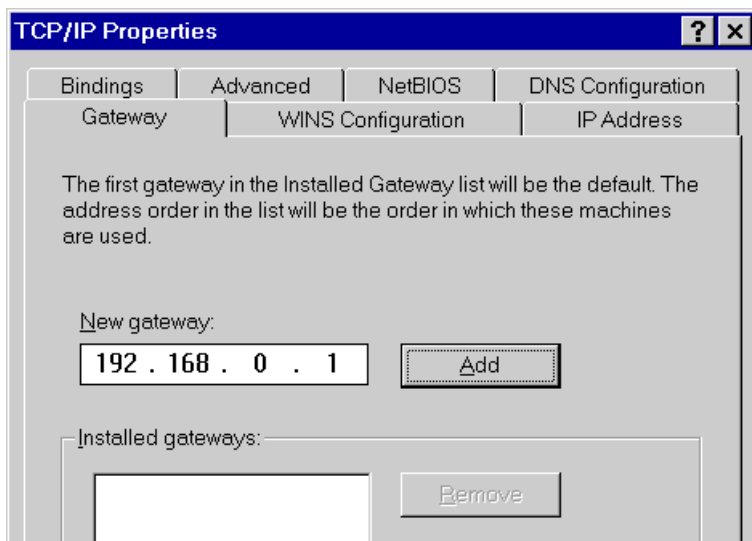 TCP/IP Properties
? ×
Bindings Advanced NetBIOS DNS Configuration
Gateway WINS Configuration IP Address
The first gateway in the Installed Gateway list will be the default. The
address order in the list will be the order in which these machines
are used.
New gateway:
192 . 168 . 0 . 1 Add
Installed gateways:
Remove